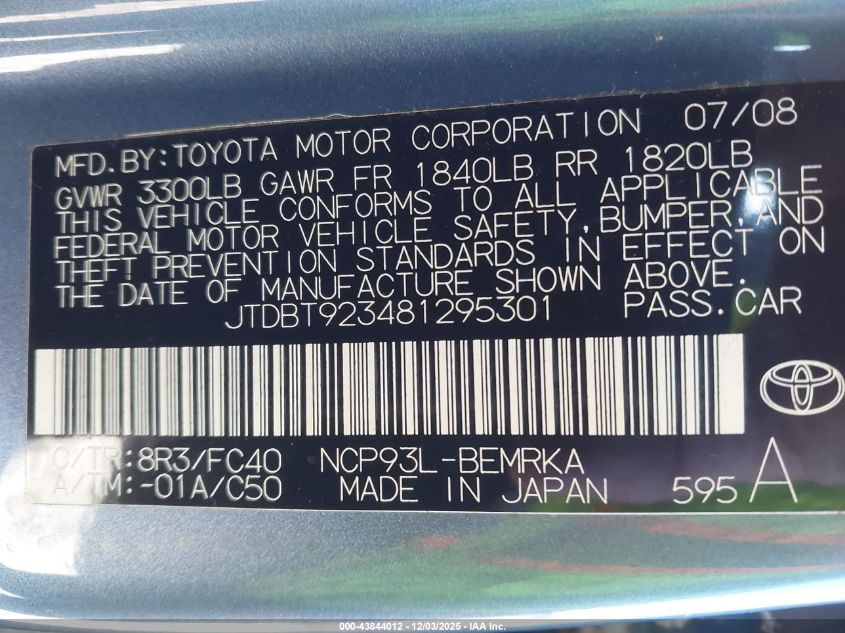 MFD.BY:TOYOTA MOTOR CORPORATION 07/08
GVWR 3300LB GAWR FR 1840LB RR 1820LB
THIS VEHICLE CONFORMS TO ALL APPLICABLE
FEDERAL MOTOR VEHICLE SAFETY,BUMPER,AND
THEFT PREVENTION STANDARDS IN EFFECT ON
THE DATE OF MANUFACTURE SHOWN ABOVE.
JTDBT923481295301 PASS.CAR
C/TR:8R3/FC40 NCP93L-BEMRKA
A/TM:-01A/C50 MADE IN JAPAN 595 A
000-43844012 - 12/03/2025 - IAA Inc.